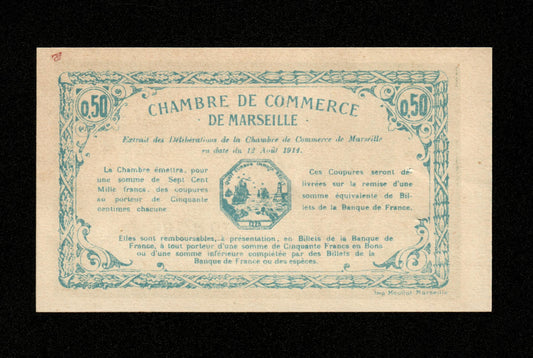 0,50
0,50
CHAMBRE DE COMMERCE
DE MARSEILLE
Extrait des Délibérations de la Chambre de Commerce de Marseille
en date du 12 Août 1914.
La Chambre émettra, pour
une somme de Sept Cent
Mille francs, des coupures
au porteur de Cinquante
centimes chacune.
Ces Coupures seront dé-
livrées sur la remise d'une
somme équivalente de Bil-
lets de la Banque de France.
Elles sont remboursables, à présentation, en Billets de la Banque de
France, à tout porteur d'une somme de Cinquante Francs en Bons
ou d'une somme inférieure complétée par des Billets de la
Banque de France ou des espèces.
Imp. Moullot-Marseille